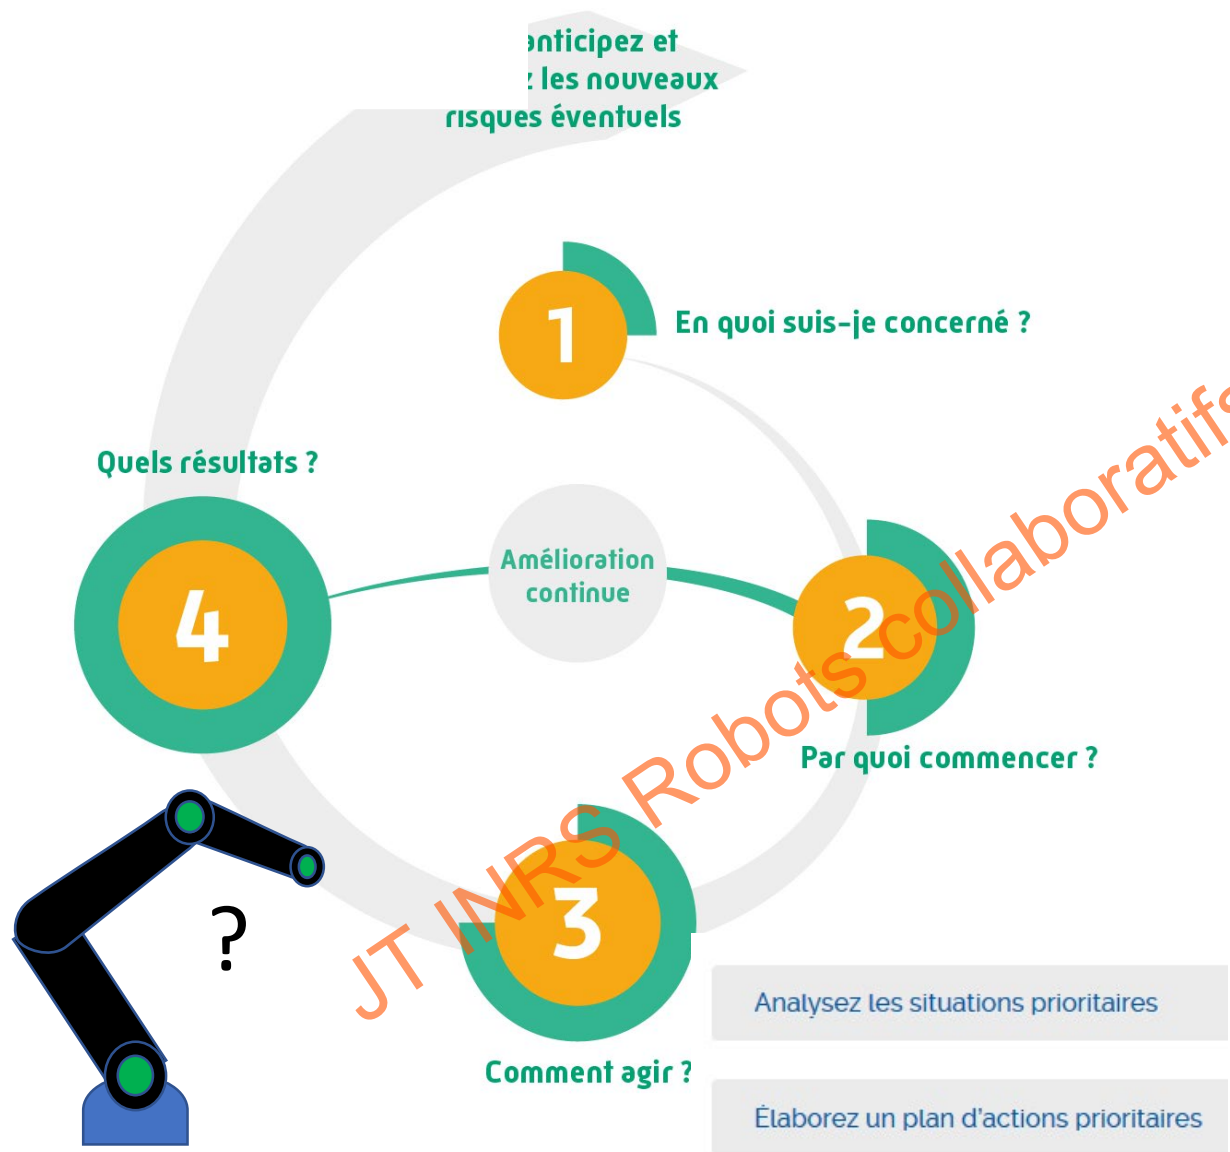 anticipez et
les nouveaux
risques éventuels
1
En quoi suis-je concerné ?
Quels résultats ?
Amélioration
continue
4
2
Par quoi commencer ?
?
3
JT INRS Robots collaboratifs
Analysez les situations prioritaires
Comment agir ?
Élaborez un plan d'actions prioritaires